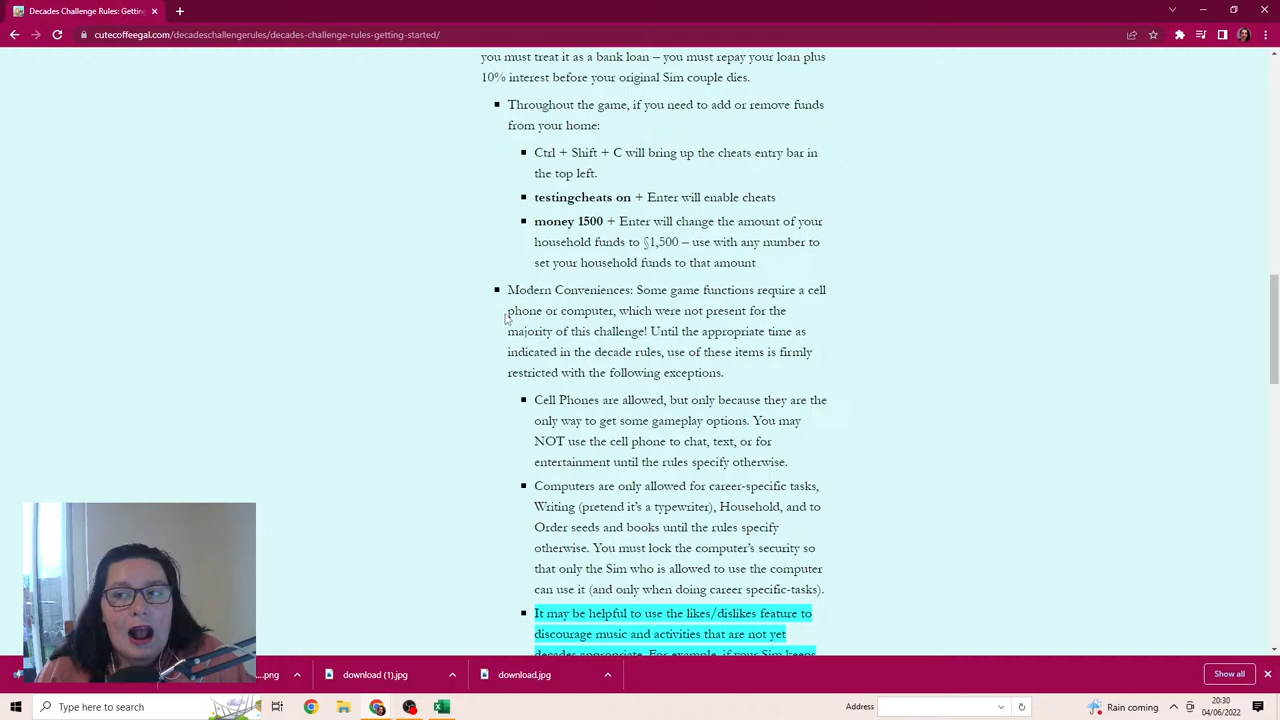 Decades Challenge Rules: Getting
cutecoffeegal.com/decadeschallengerules/decades-challenge-rules-getting-started/
you must treat it as a bank loan – you must repay your loan plus
10% interest before your original Sim couple dies.
Throughout the game, if you need to add or remove funds
from your home:
Ctrl + Shift + C will bring up the cheats entry bar in
the top left.
testingcheats on + Enter will enable cheats
money 1500 + Enter will change the amount of your
household funds to §1,500 – use with any number to
set your household funds to that amount
Modern Conveniences: Some game functions require a cell
phone or computer, which were not present for the
majority of this challenge! Until the appropriate time as
indicated in the decade rules, use of these items is firmly
restricted with the following exceptions.
Cell Phones are allowed, but only because they are the
only way to get some gameplay options. You may
NOT use the cell phone to chat, text, or for
entertainment until the rules specify otherwise.
Computers are only allowed for career-specific tasks,
Writing (pretend it's a typewriter), Household, and to
Order seeds and books until the rules specify
otherwise. You must lock the computer's security so
that only the Sim who is allowed to use the computer
can use it (and only when doing career specific-tasks).
It may be helpful to use the likes/dislikes feature to
discourage music and activities that are not yet
decades appropriate. For example, if your Sim keeps
....png
download (1).jpg
download.jpg
Show all
Type here to search
Address
Rain coming
20:30
04/06/2022